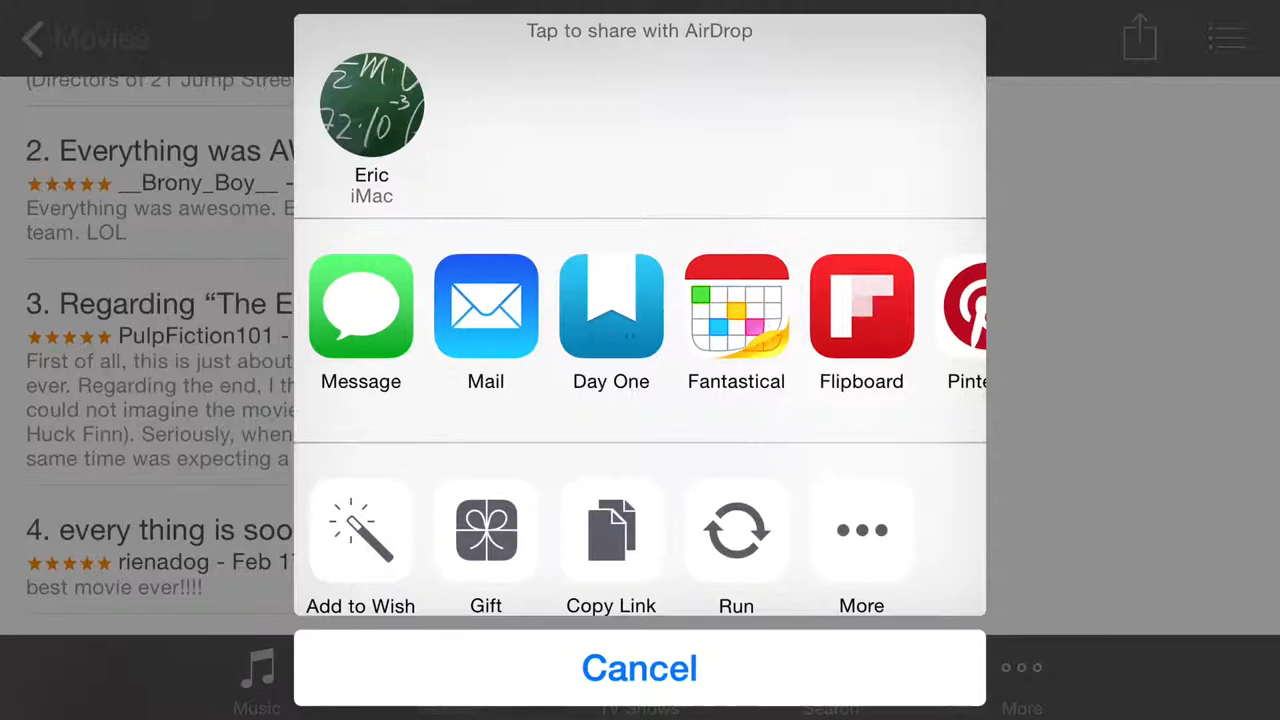 Movies
Tap to share with AirDrop
Eric
iMac
(Directors of 21 Jump Stree
2. Everything was
__Brony_Boy__ -
Everything was awesome.
team. LOL
3. Regarding “The E
PulpFiction101 -
First of all, this is just about
ever. Regarding the end, I th
could not imagine the movie
Huck Finn). Seriously, when
same time was expecting a
4. every thing is soo
rienadog - Feb 17
best movie ever!!!!
Message
Mail
Day One
Fantastical
Flipboard
Pinte
Add to Wish
Gift
Copy Link
Run
More
Cancel
Music
TV Shows
Search
More